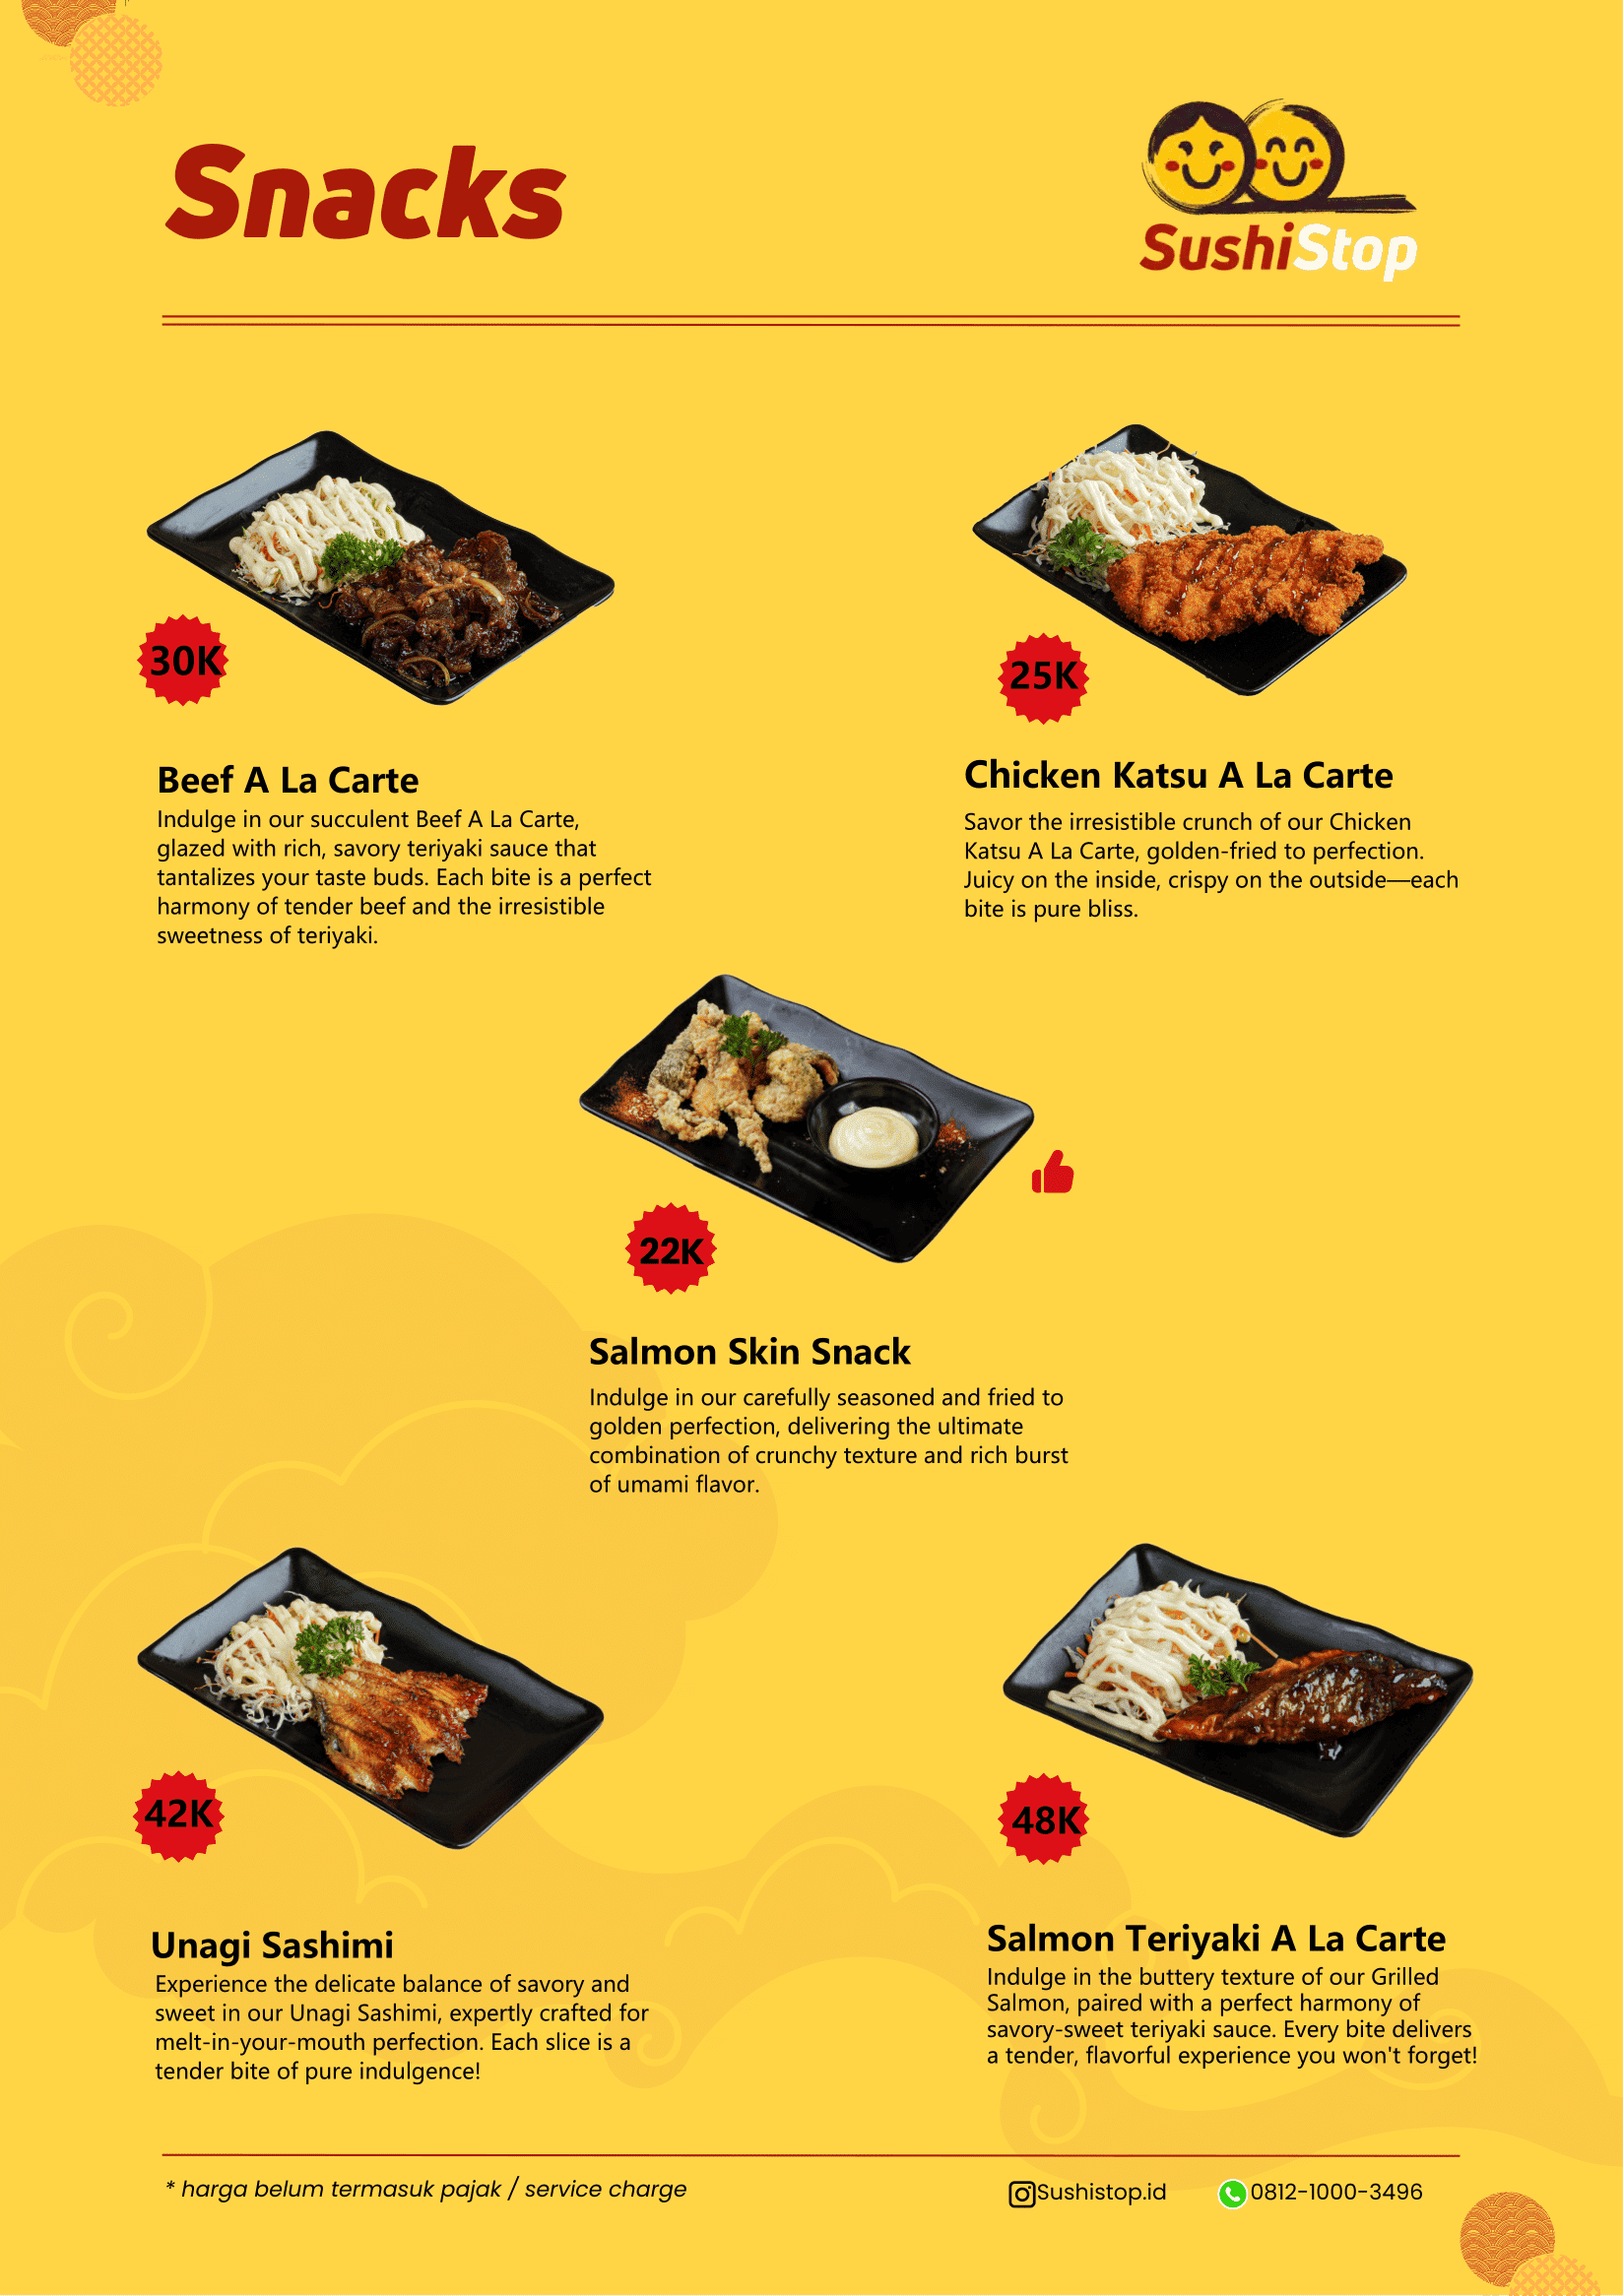 Snacks
SushiStop
30K
Beef A La Carte
Indulge in our succulent Beef A La Carte,
glazed with rich, savory teriyaki sauce that
tantalizes your taste buds. Each bite is a perfect
harmony of tender beef and the irresistible
sweetness of teriyaki.
25K
Chicken Katsu A La Carte
Savor the irresistible crunch of our Chicken
Katsu A La Carte, golden-fried to perfection.
Juicy on the inside, crispy on the outside—each
bite is pure bliss.
22K
Salmon Skin Snack
Indulge in our carefully seasoned and fried to
golden perfection, delivering the ultimate
combination of crunchy texture and rich burst
of umami flavor.
42K
Unagi Sashimi
Experience the delicate balance of savory and
sweet in our Unagi Sashimi, expertly crafted for
melt-in-your-mouth perfection. Each slice is a
tender bite of pure indulgence!
48K
Salmon Teriyaki A La Carte
Indulge in the buttery texture of our Grilled
Salmon, paired with a perfect harmony of
savory-sweet teriyaki sauce. Every bite delivers
a tender, flavorful experience you won't forget!
* harga belum termasuk pajak / service charge
Sushistop.id
0812-1000-3496